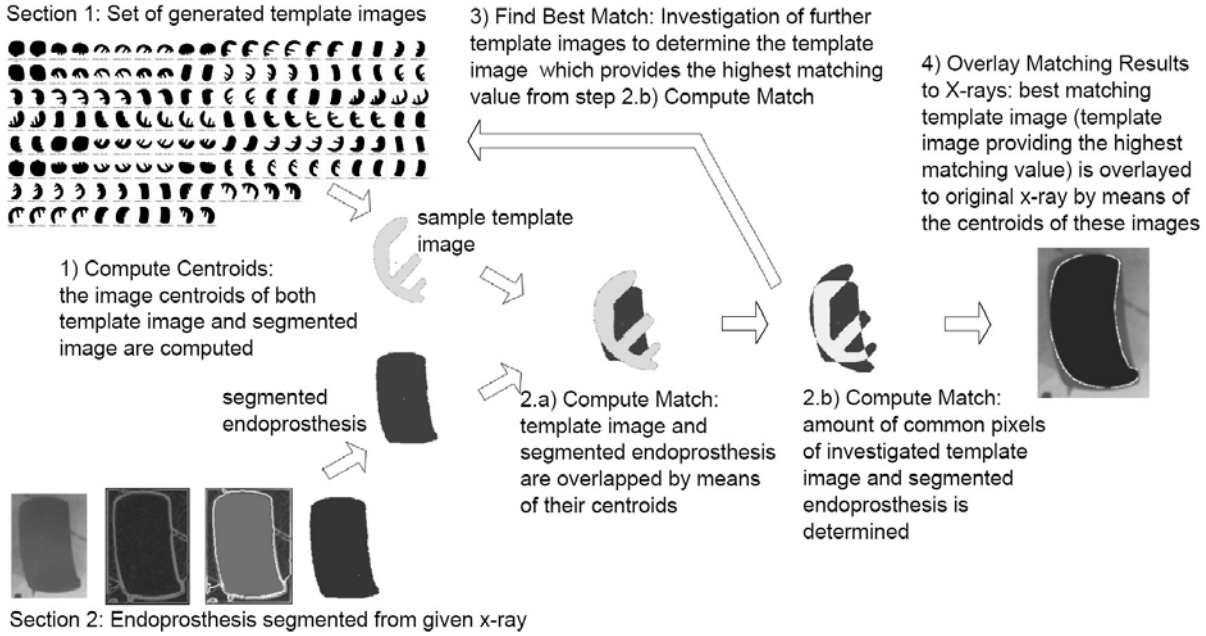 Section 1: Set of generated template images
3) Find Best Match: Investigation of further
template images to determine the template
image which provides the highest matching
value from step 2.b) Compute Match
4) Overlay Matching Results
to X-rays: best matching
template image (template
image providing the highest
matching value) is overlayed
to original x-ray by means of
the centroids of these images
sample template
image
1) Compute Centroids:
the image centroids of both
template image and segmented
image are computed
segmented
endoprosthesis
2.a) Compute Match:
template image and
segmented endoprosthesis
are overlapped by means
of their centroids
2.b) Compute Match:
amount of common pixels
of investigated template
image and segmented
endoprosthesis is
determined
Section 2: Endoprosthesis segmented from given x-ray